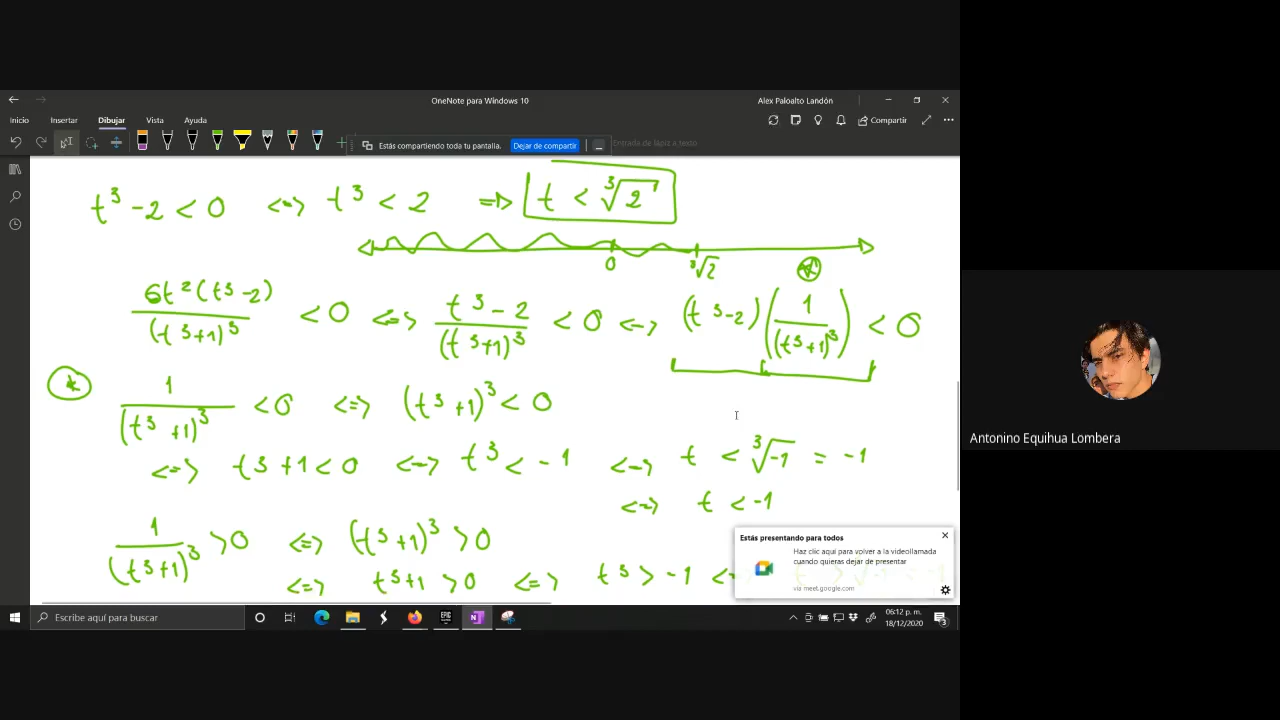 OneNote para Windows 10
Alex Paloalto Landón
Inicio Insertar Dibujar Vista Ayuda
Compartir
Estás compartiendo toda tu pantalla. Dejar de compartir
Entrada de lápiz a texto
t³ -2 < 0 <=> t³ < 2 => t < ∛2
0 ∛2
6t²(t³-2)/(t³+1)³ < 0 <=> t³-2/(t³+1)³ < 0 <-> (t³-2)(1/(t³+1)³) < 0
1/(t³+1)³ < 0 <=> (t³+1)³ < 0
<=> t³+1 < 0 <=> t³ < -1 <=> t < ∛-1 = -1
<=> t < -1
1/(t³+1)³ > 0 <=> (t³+1)³ > 0
<=> t³+1 > 0 <=> t³ > -1
Estás presentando para todos
Haz clic aquí para volver a la videollamada
cuando quieras dejar de presentar
via meet.google.com
Antonino Equihua Lombera
Escribe aquí para buscar
06:12 p. m.
18/12/2020